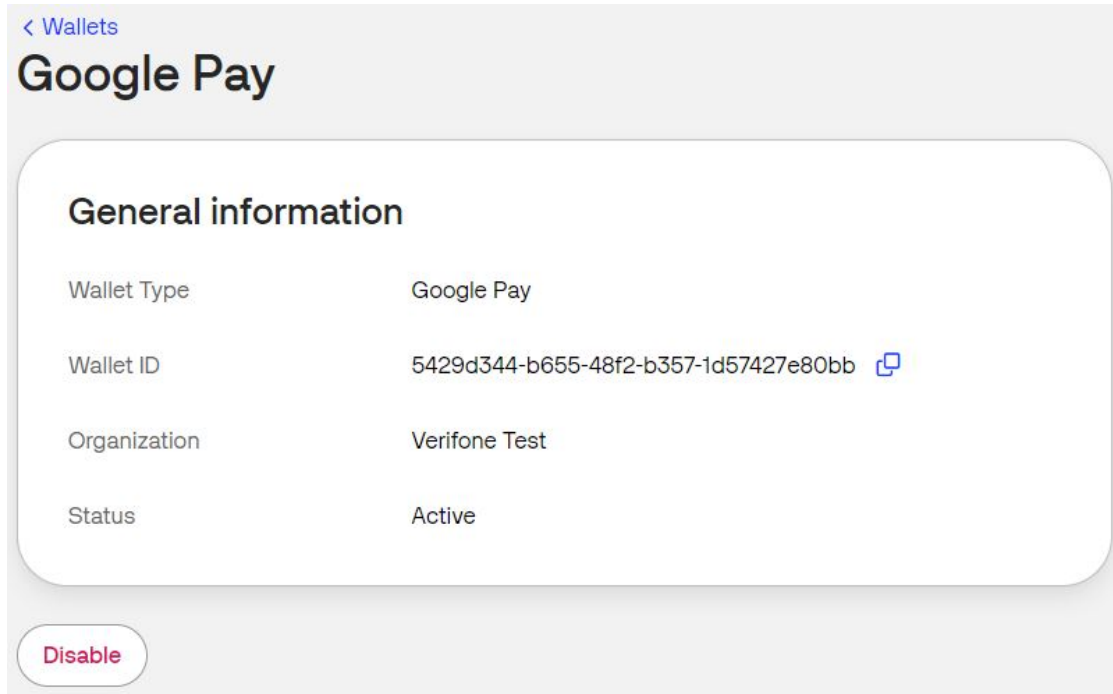 Wallets
Google Pay
General information
Wallet Type Google Pay
Wallet ID 5429d344-b655-48f2-b357-1d57427e80bb
Organization Verifone Test
Status Active
Disable